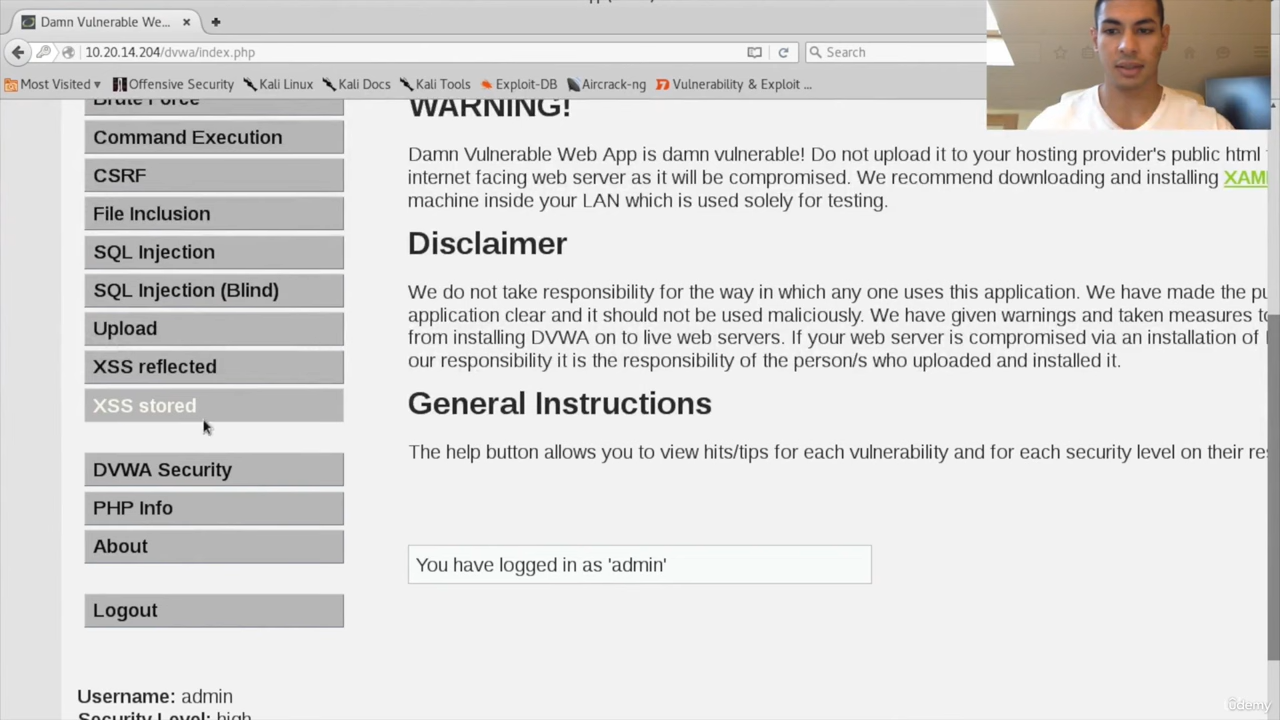 Damn Vulnerable We...
10.20.14.204/dvwa/index.php
Search
Most Visited
Offensive Security
Kali Linux
Kali Docs
Kali Tools
Exploit-DB
Aircrack-ng
Vulnerability & Exploit ...
Brute Force
Command Execution
CSRF
File Inclusion
SQL Injection
SQL Injection (Blind)
Upload
XSS reflected
XSS stored
DVWA Security
PHP Info
About
Logout
Username: admin
Security Level: high
WARNING!
Damn Vulnerable Web App is damn vulnerable! Do not upload it to your hosting provider's public html
internet facing web server as it will be compromised. We recommend downloading and installing XAM
machine inside your LAN which is used solely for testing.
Disclaimer
We do not take responsibility for the way in which any one uses this application. We have made the pu
application clear and it should not be used maliciously. We have given warnings and taken measures to
from installing DVWA on to live web servers. If your web server is compromised via an installation of
our responsibility it is the responsibility of the person/s who uploaded and installed it.
General Instructions
The help button allows you to view hits/tips for each vulnerability and for each security level on their res
You have logged in as 'admin'
ûdemy